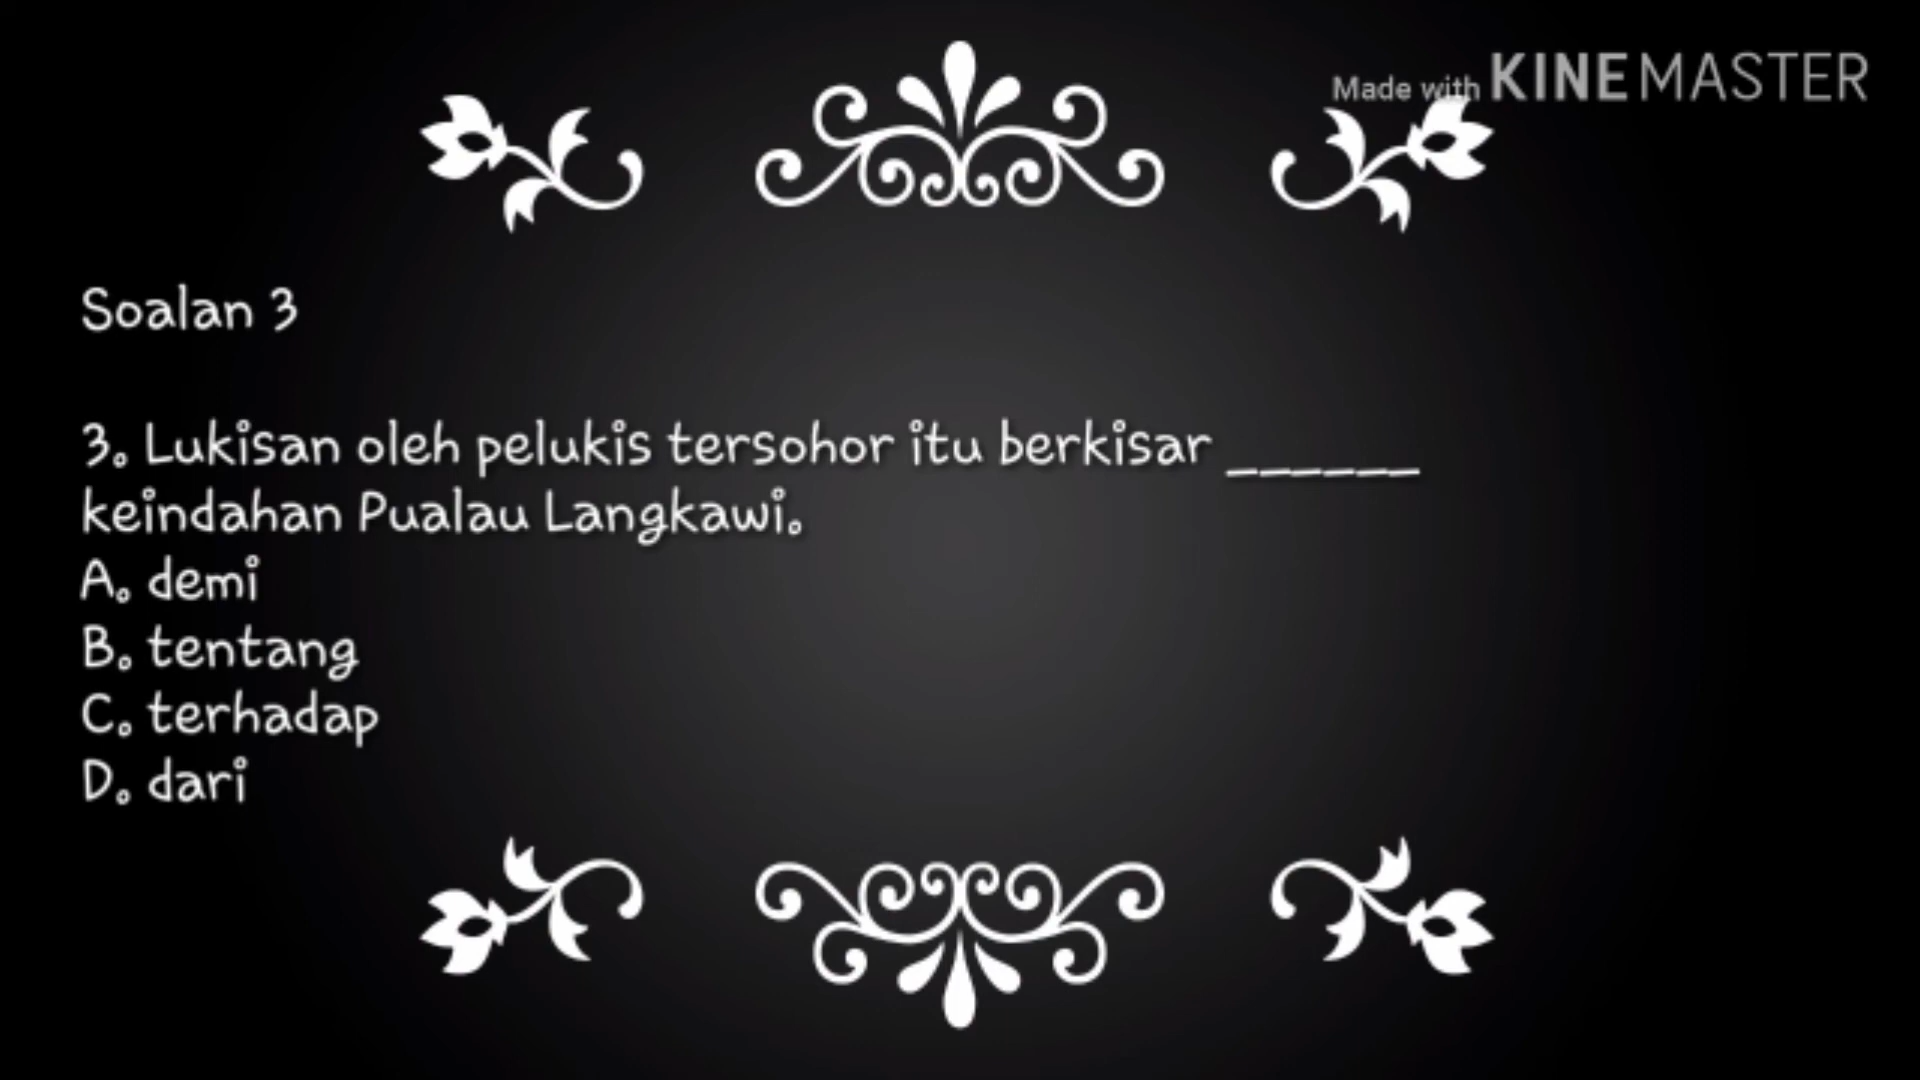 Made with KINEMASTER
Soalan 3
3. Lukisan oleh pelukis tersohor itu berkisar ______
keindahan Pualau Langkawi.
A. demi
B. tentang
C. terhadap
D. dari